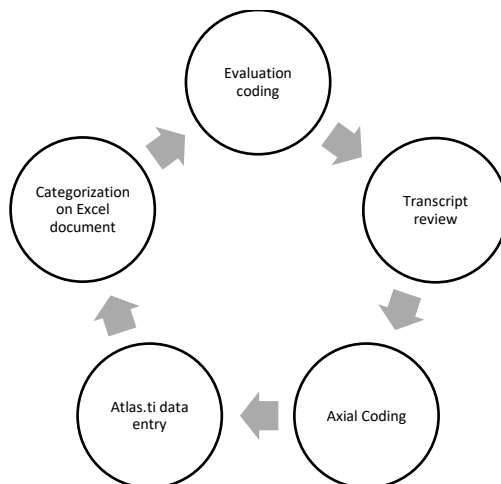 Evaluation
coding
Transcript
review
Axial Coding
Atlas.ti data
entry
Categorization
on Excel
document